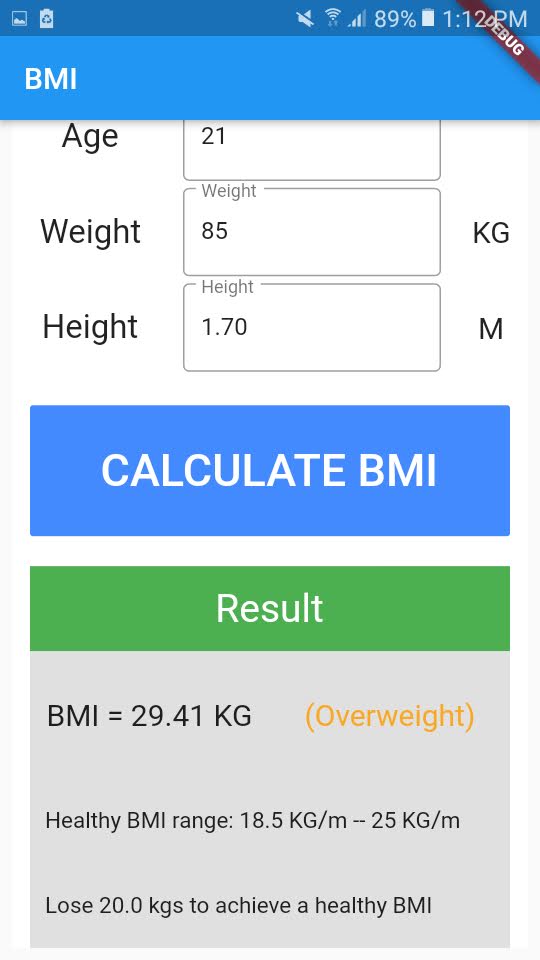 89% 1:12 PM
DEBUG
BMI
Age 21
Weight
Weight 85 KG
Height
Height 1.70 M
CALCULATE BMI
Result
BMI = 29.41 KG (Overweight)
Healthy BMI range: 18.5 KG/m -- 25 KG/m
Lose 20.0 kgs to achieve a healthy BMI